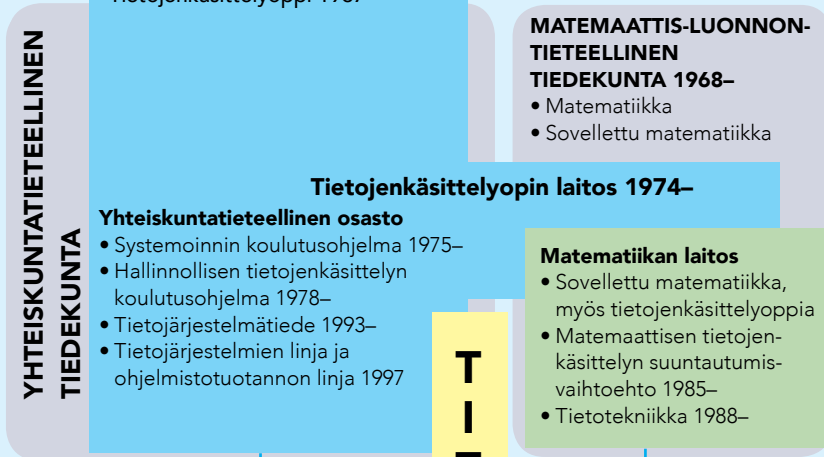 YHTEISKUNTATIETEELLINEN
TIEDEKUNTA
MATEMAATTIS-LUONNON-
TIETEELLINEN
TIEDEKUNTA 1968–
• Matematiikka
• Sovellettu matematiikka
Tietojenkäsittelyopin laitos 1974–
Yhteiskuntatieteellinen osasto
• Systemoinnin koulutusohjelma 1975–
• Hallinnollisen tietojenkäsittelyn
koulutusohjelma 1978–
• Tietojärjestelmätiede 1993–
• Tietojärjestelmien linja ja
ohjelmistotuotannon linja 1997
Matematiikan laitos
• Sovellettu matematiikka,
myös tietojenkäsittelyoppia
• Matemaattisen tietojen-
käsittelyn suuntautumis-
vaihtoehto 1985–
• Tietotekniikka 1988–
T
I